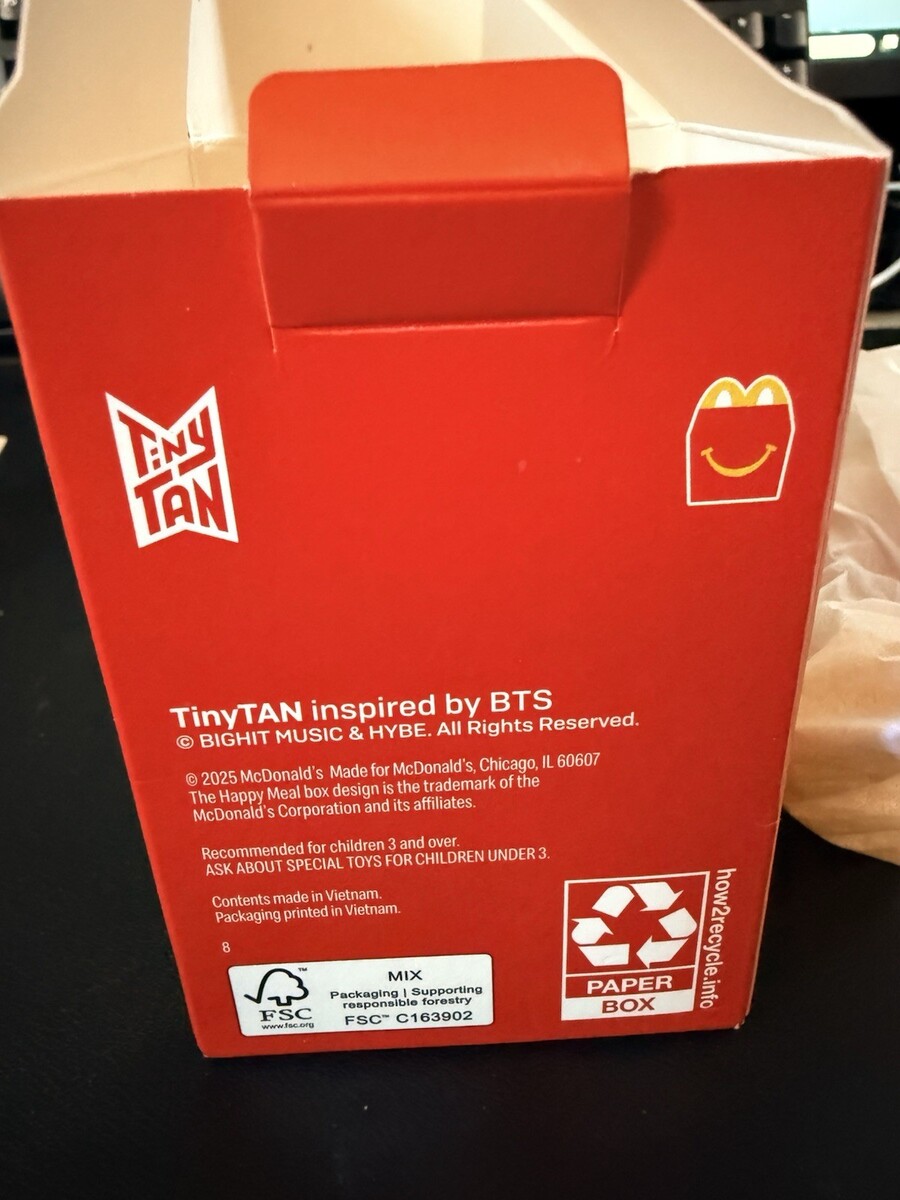 TiNY
TAN
TinyTAN inspired by BTS
© BIGHIT MUSIC & HYBE. All Rights Reserved.
© 2025 McDonald's Made for McDonald's, Chicago, IL 60607
The Happy Meal box design is the trademark of the
McDonald's Corporation and its affiliates.
Recommended for children 3 and over.
ASK ABOUT SPECIAL TOYS FOR CHILDREN UNDER 3.
Contents made in Vietnam.
Packaging printed in Vietnam.
8
FSC
™
www.fsc.org
MIX
Packaging | Supporting
responsible forestry
FSC™ C163902
PAPER
BOX
how2recycle.info